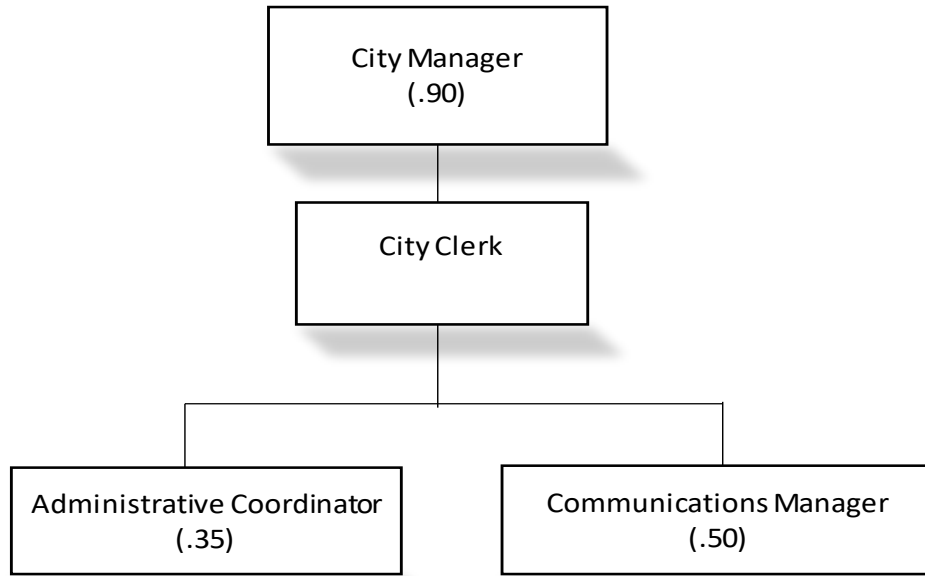 City Manager
(.90)
City Clerk
Administrative Coordinator
(.35)
Communications Manager
(.50)